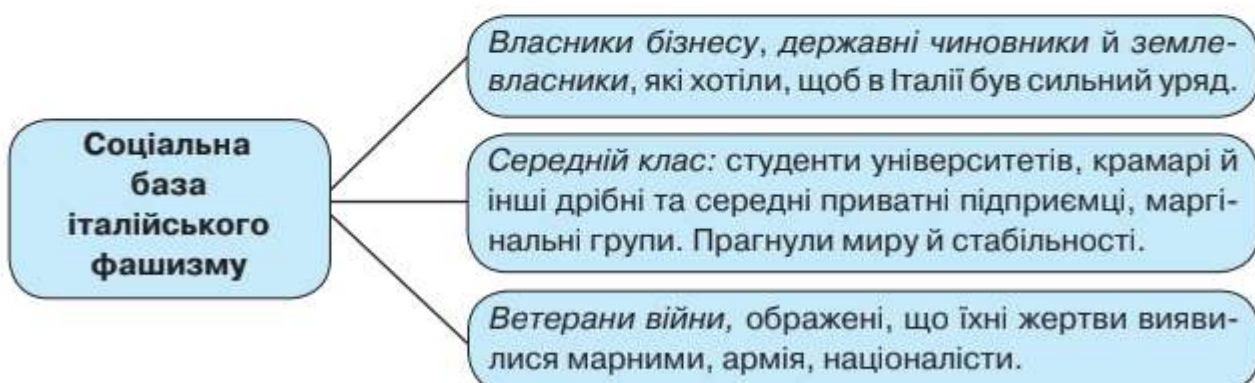 Соціальна
база
італійського
фашизму
Власники бізнесу, державні чиновники й земле-
власники, які хотіли, щоб в Італії був сильний уряд.
Середній клас: студенти університетів, крамарі й
інші дрібні та середні приватні підприємці, маргі-
нальні групи. Прагнули миру й стабільності.
Ветерани війни, ображені, що їхні жертви вияви-
лися марними, армія, націоналісти.